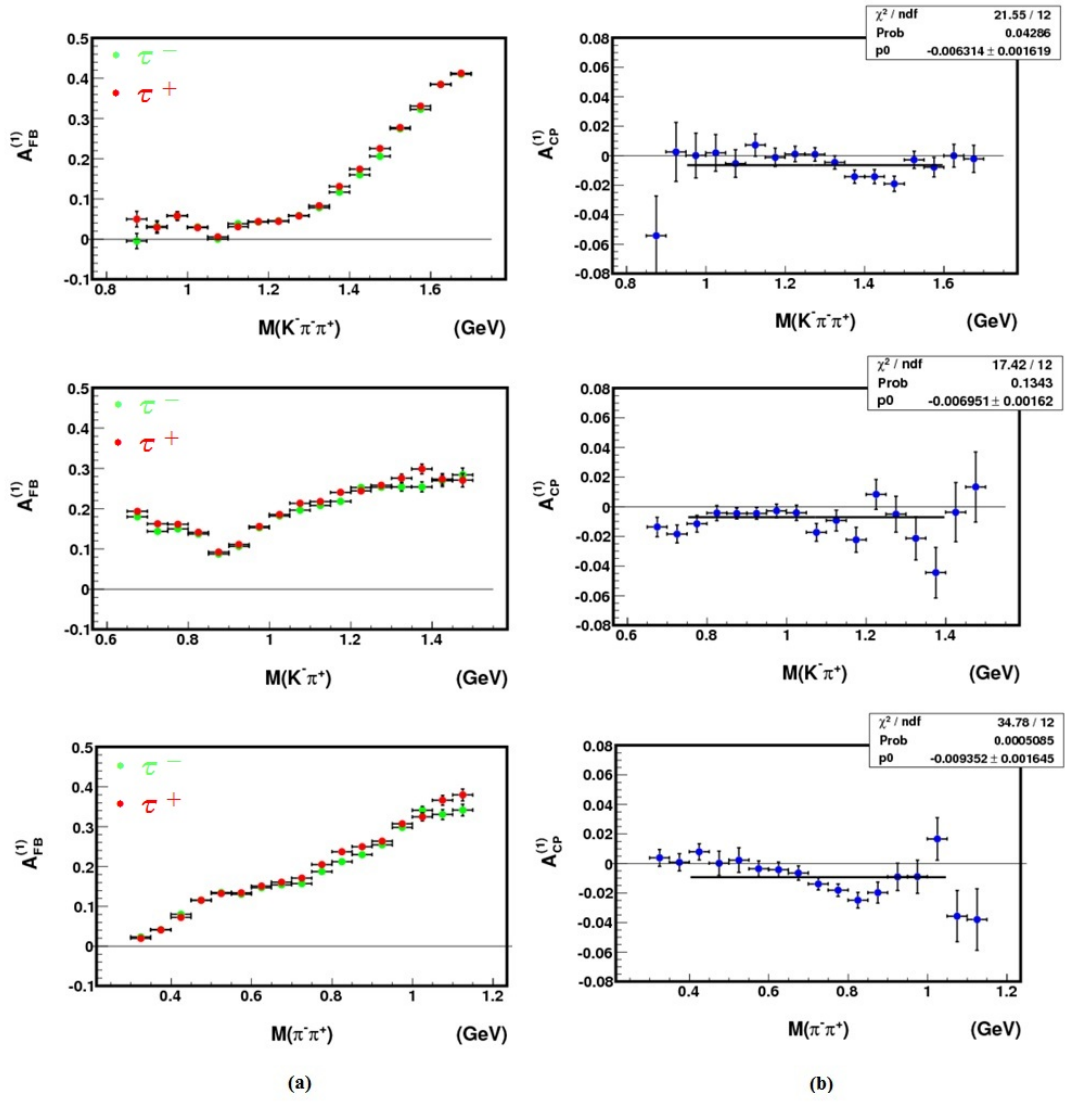 χ² / ndf 21.55 / 12
Prob 0.04286
p0 -0.006314 ± 0.001619
0.5
0.4
0.3
0.2
0.1
0
-0.1
τ⁻
τ⁺
A_FB^(1)
0.8 1 1.2 1.4 1.6
M(K⁻π⁻π⁺) (GeV)
0.08
0.06
0.04
0.02
0
-0.02
-0.04
-0.06
-0.08
A_CP^(1)
0.8 1 1.2 1.4 1.6
M(K⁻π⁻π⁺) (GeV)
χ² / ndf 17.42 / 12
Prob 0.1343
p0 -0.006951 ± 0.00162
0.5
0.4
0.3
0.2
0.1
0
-0.1
τ⁻
τ⁺
A_FB^(1)
0.8 1 1.2 1.4
M(K⁻π⁺) (GeV)
0.08
0.06
0.04
0.02
0
-0.02
-0.04
-0.06
-0.08
A_CP^(1)
0.6 0.8 1 1.2 1.4
M(K⁻π⁺) (GeV)
χ² / ndf 34.78 / 12
Prob 0.0005085
p0 -0.009352 ± 0.001645
0.5
0.4
0.3
0.2
0.1
0
-0.1
τ⁻
τ⁺
A_FB^(1)
0.4 0.6 0.8 1 1.2
M(π⁻π⁺) (GeV)
0.08
0.06
0.04
0.02
0
-0.02
-0.04
-0.06
-0.08
A_CP^(1)
0.4 0.6 0.8 1 1.2
M(π⁻π⁺) (GeV)
(a) (b)